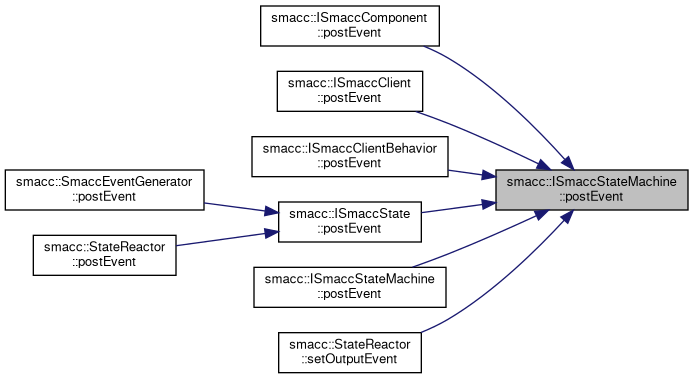 smacc::ISmaccComponent
::postEvent
smacc::ISmaccClient
::postEvent
smacc::ISmaccClientBehavior
::postEvent
smacc::ISmaccStateMachine
::postEvent
smacc::SmaccEventGenerator
::postEvent
smacc::ISmaccState
::postEvent
smacc::StateReactor
::postEvent
smacc::ISmaccStateMachine
::postEvent
smacc::StateReactor
::setOutputEvent